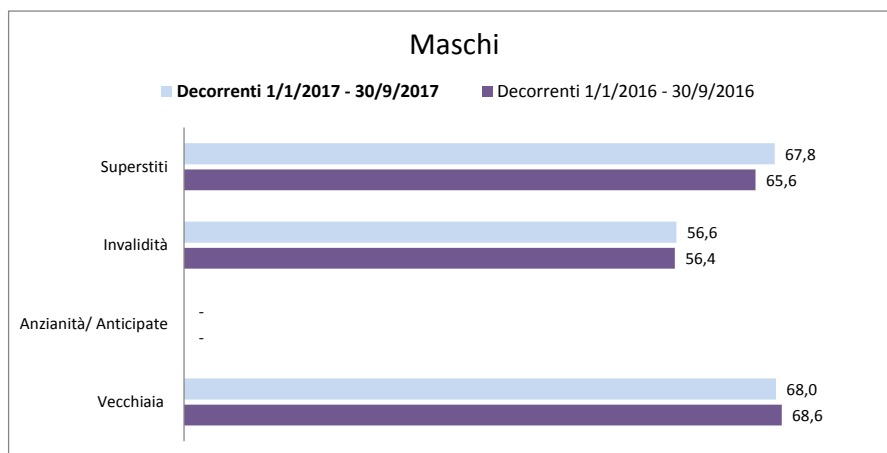 Maschi
Decorrenti 1/1/2017 - 30/9/2017 Decorrenti 1/1/2016 - 30/9/2016
Superstiti
67,8
65,6
Invalidità
56,6
56,4
Anzianità/ Anticipate
-
-
Vecchiaia
68,0
68,6